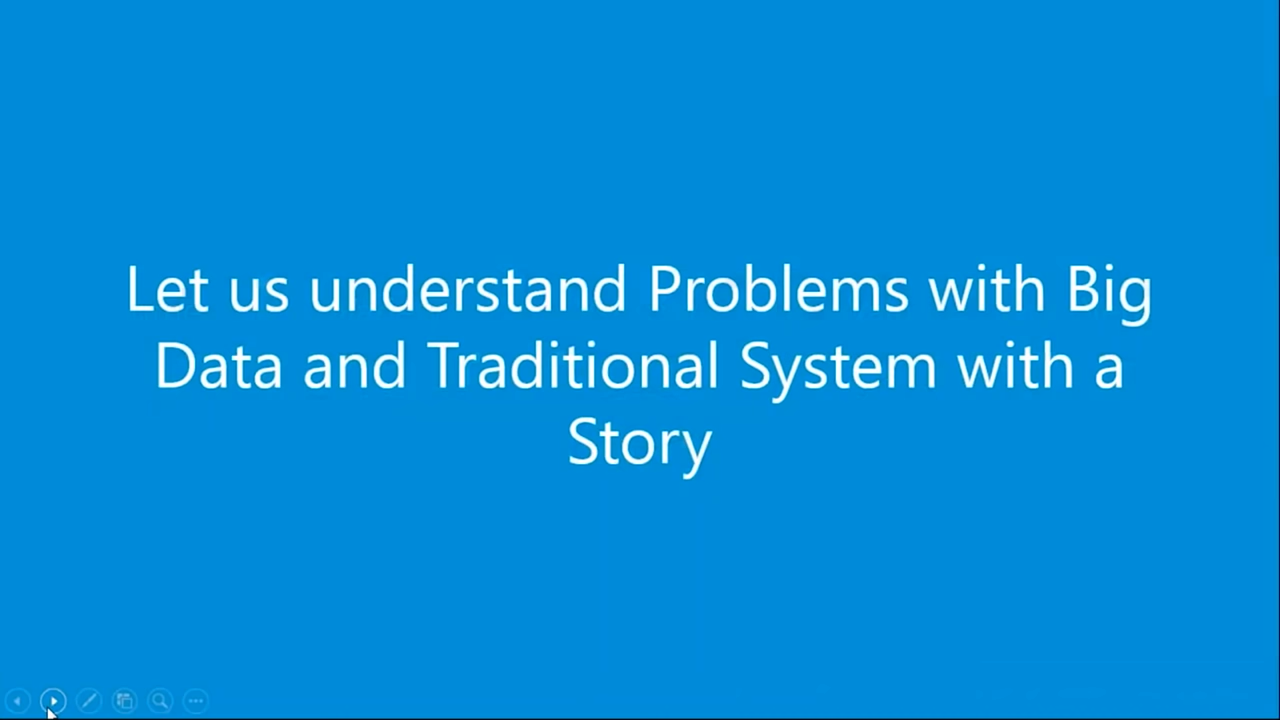 Let us understand Problems with Big
Data and Traditional System with a
Story